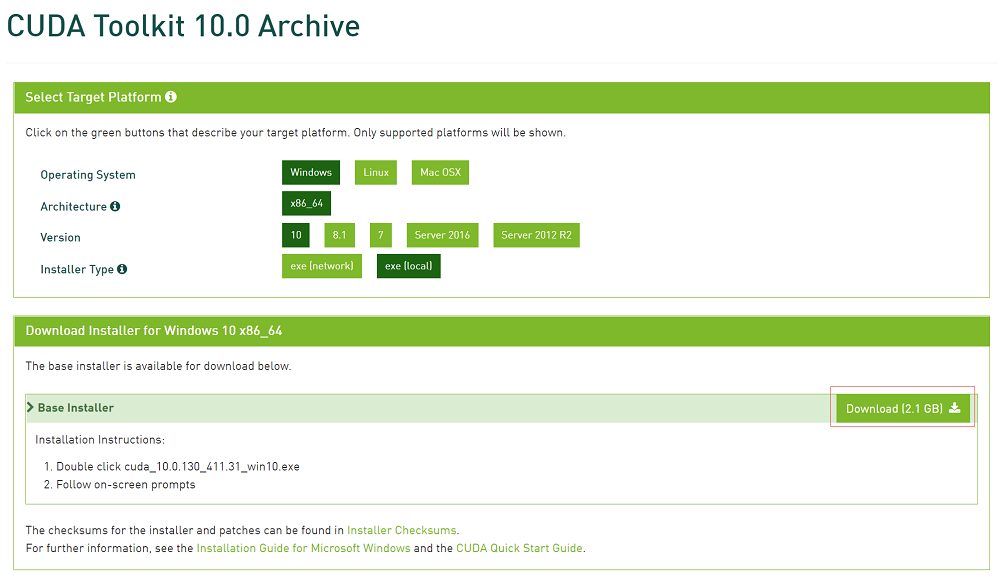 CUDA Toolkit 10.0 Archive
Select Target Platform
Click on the green buttons that describe your target platform. Only supported platforms will be shown.
Operating System Windows Linux Mac OSX
Architecture x86_64
Version 10 8.1 7 Server 2016 Server 2012 R2
Installer Type exe (network) exe (local)
Download Installer for Windows 10 x86_64
The base installer is available for download below.
Base Installer Download (2.1 GB)
Installation Instructions:
1. Double click cuda_10.0.130_411.31_win10.exe
2. Follow on-screen prompts
The checksums for the installer and patches can be found in Installer Checksums.
For further information, see the Installation Guide for Microsoft Windows and the CUDA Quick Start Guide.